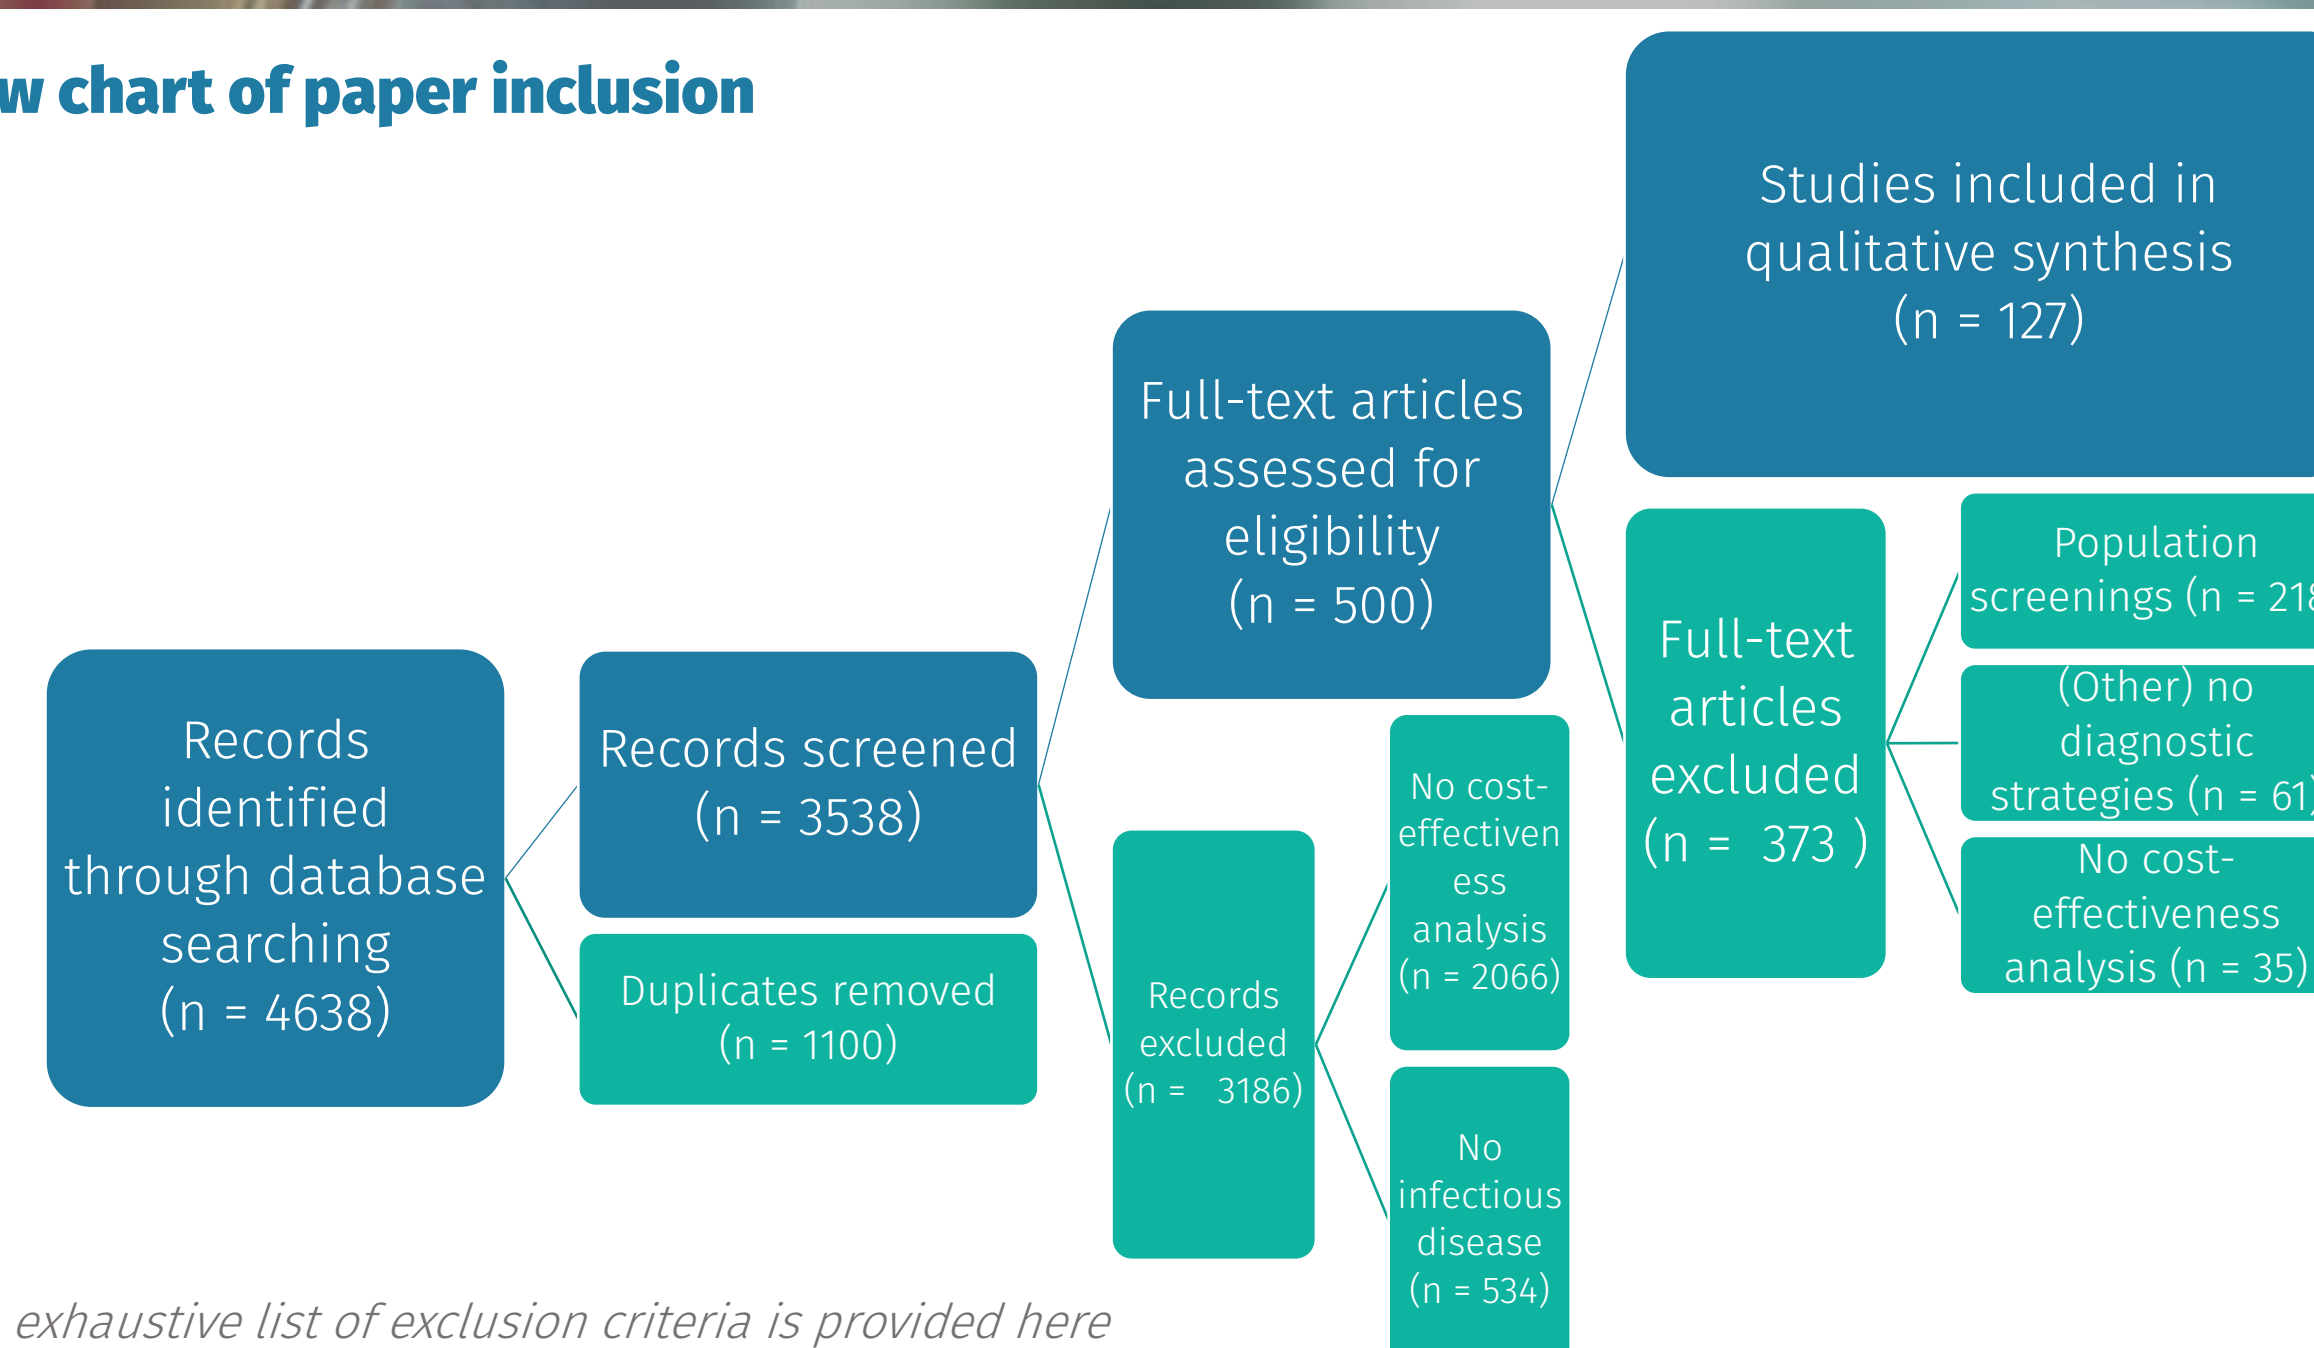 w chart of paper inclusion
Studies included in
qualitative synthesis
(n = 127)
Full-text articles
assessed for
eligibility
(n = 500)
Population
screenings (n = 218
(Other) no
diagnostic
strategies (n = 61)
No cost-
effectiveness
analysis (n = 35)
Full-text
articles
excluded
(n = 373 )
Records
identified
through database
searching
(n = 4638)
Records screened
(n = 3538)
Duplicates removed
(n = 1100)
No cost-
effectiven
ess
analysis
(n = 2066)
Records
excluded
(n = 3186)
No
infectious
disease
(n = 534)
exhaustive list of exclusion criteria is provided here